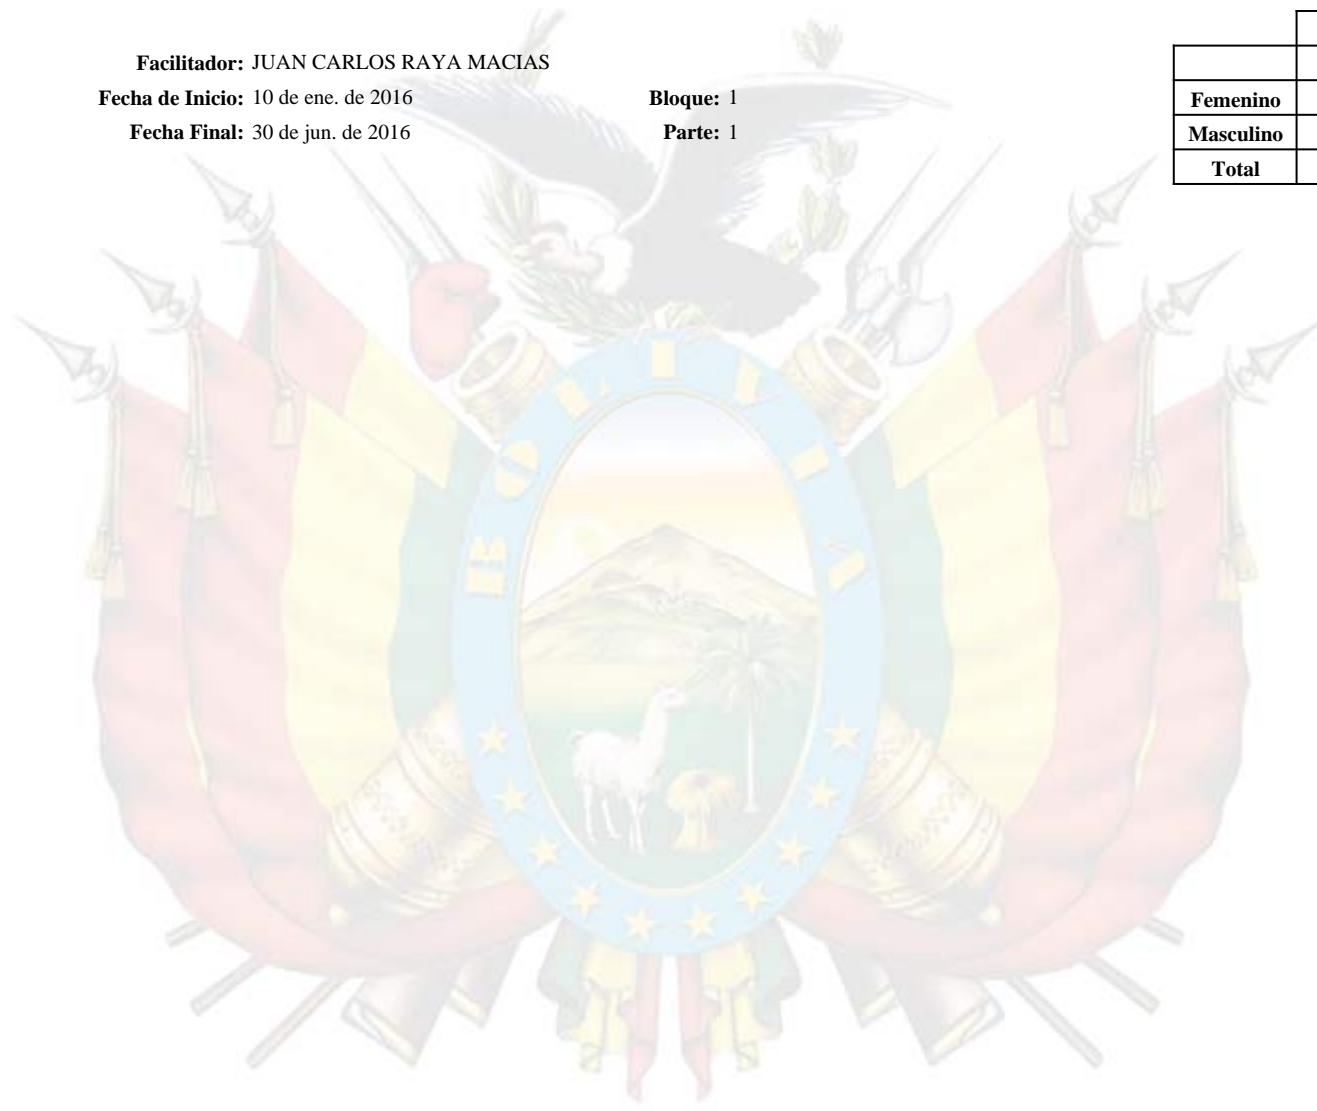 Facilitador: JUAN CARLOS RAYA MACIAS
Fecha de Inicio: 10 de ene. de 2016 Bloque: 1
Fecha Final: 30 de jun. de 2016 Parte: 1
Femenino
Masculino
Total
BOLIVIA